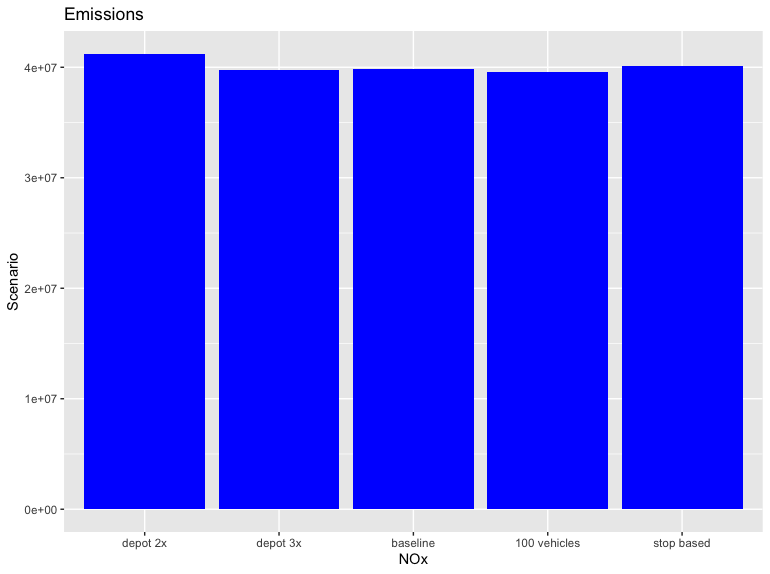 Emissions
Scenario
4e+07
3e+07
2e+07
1e+07
0e+00
depot 2x depot 3x baseline 100 vehicles stop based
NOx